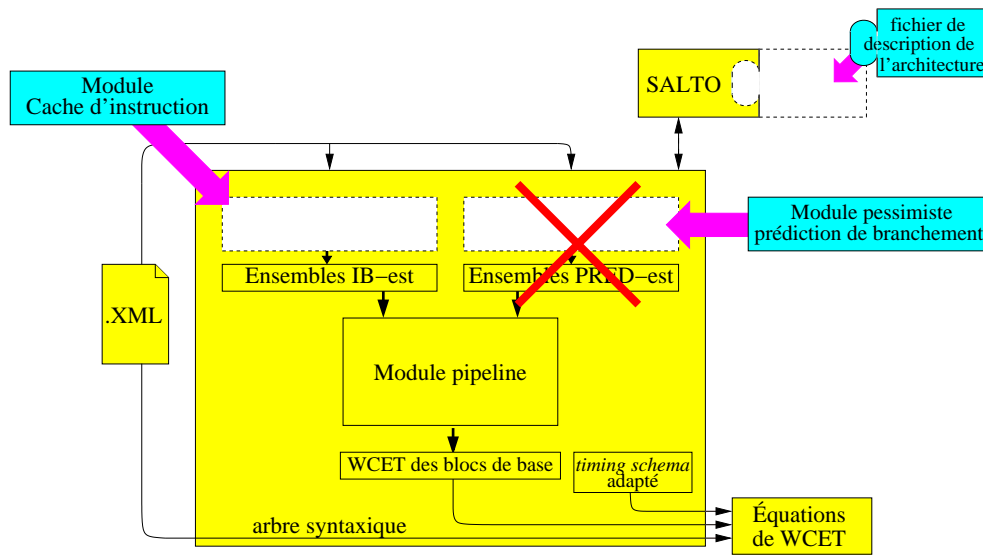 fichier de
description de
l'architecture
Module
Cache d'instruction
SALTO
Module pessimiste
prédiction de branchement
Ensembles IB−est
Ensembles PRED−est
.XML
Module pipeline
WCET des blocs de base
timing schema
adapté
Équations
de WCET
arbre syntaxique